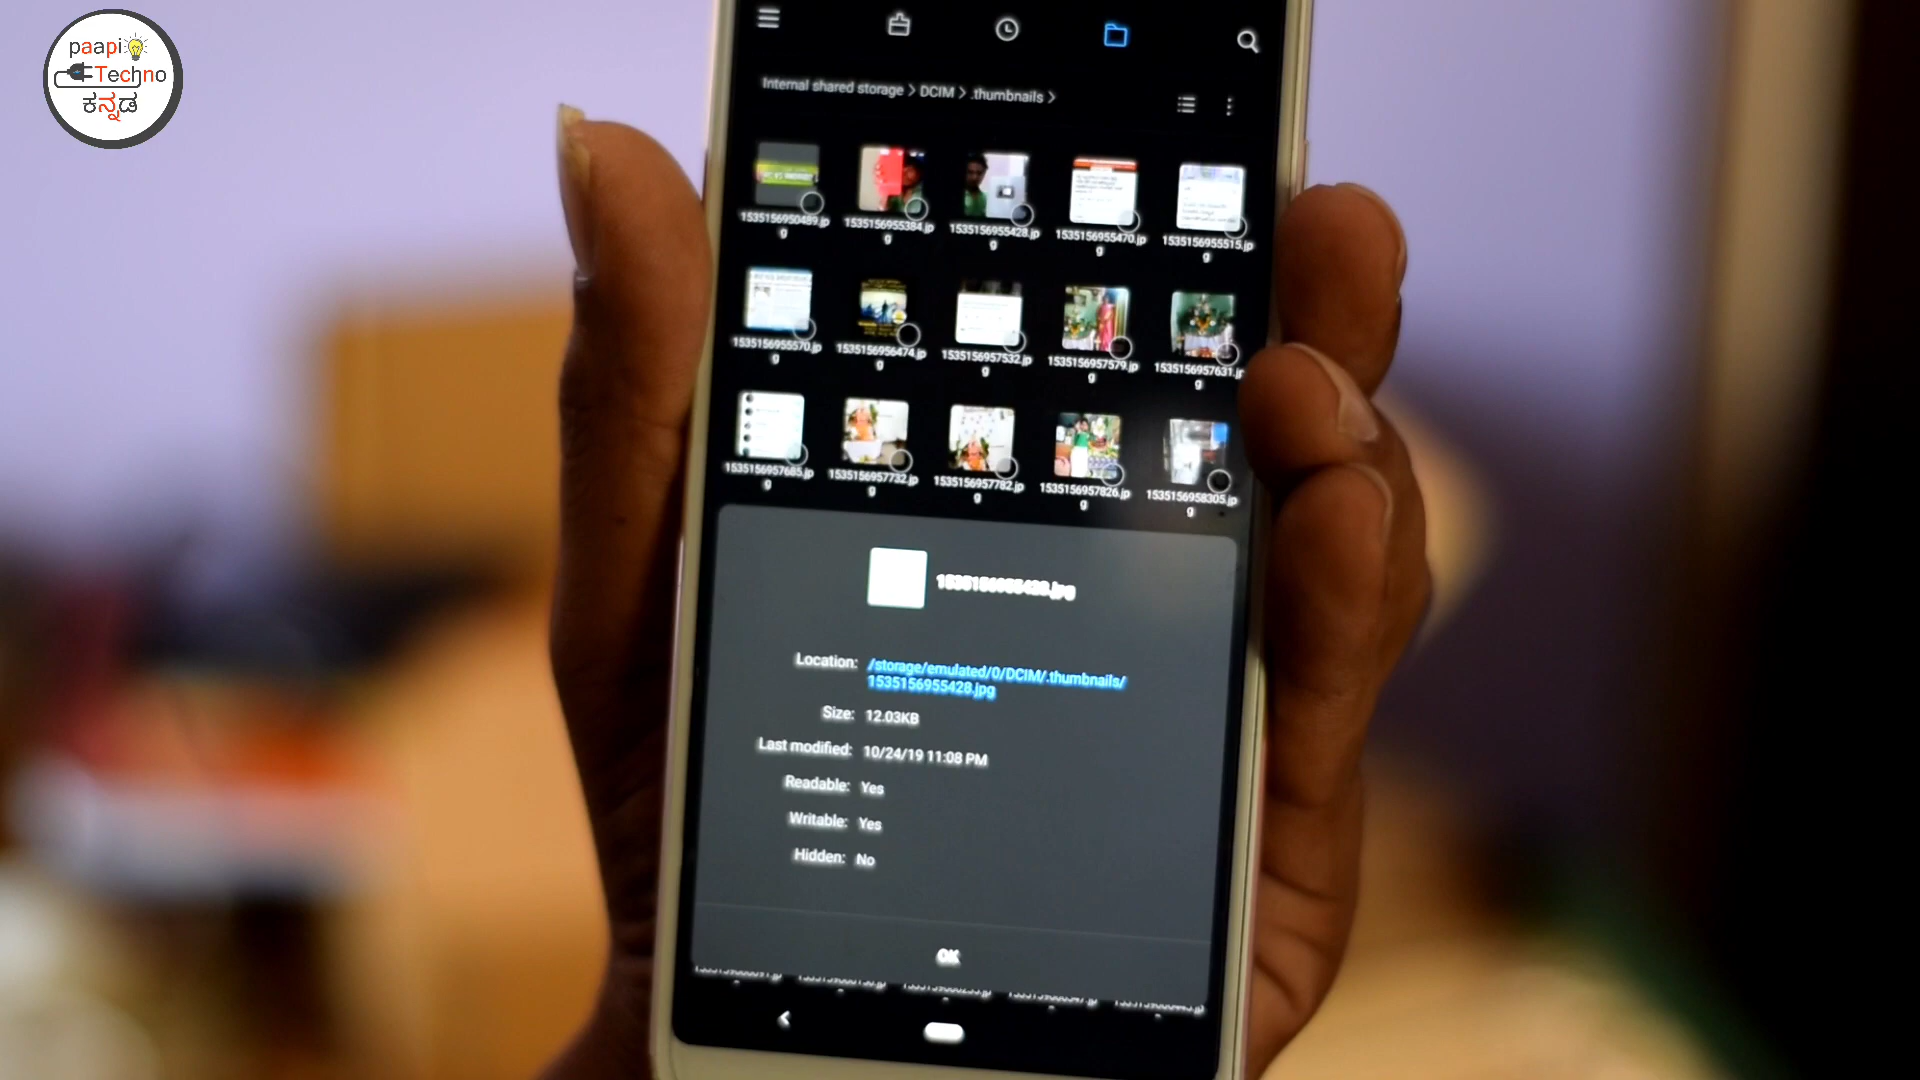 paapi
Techno
ಕನ್ನಡ
Internal shared storage > DCIM > .thumbnails >
1535156950489.jp
g
1535156955384.jp
g
1535156955428.jp
g
1535156955470.jp
g
1535156955515.jp
g
1535156955570.jp
g
1535156956474.jp
g
1535156957532.jp
g
1535156957579.jp
g
1535156957631.jp
g
1535156957685.jp
g
1535156957732.jp
g
1535156957782.jp
g
1535156957826.jp
g
1535156958305.jp
g
1535156955428.jpg
Location: /storage/emulated/0/DCIM/.thumbnails/
1535156955428.jpg
Size: 12.03KB
Last modified: 10/24/19 11:08 PM
Readable: Yes
Writable: Yes
Hidden: No
OK